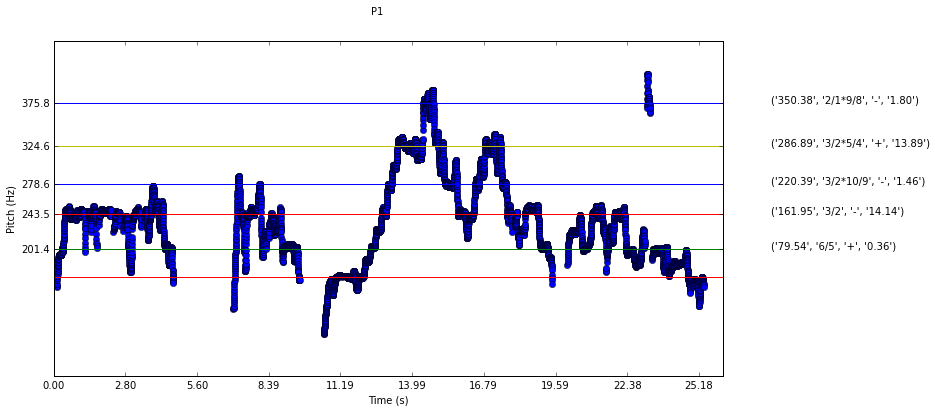 P1
375.8
('350.38', '2/1*9/8', '-', '1.80')
324.6
('286.89', '3/2*5/4', '+', '13.89')
278.6
('220.39', '3/2*10/9', '-', '1.46')
243.5
('161.95', '3/2', '-', '14.14')
201.4
('79.54', '6/5', '+', '0.36')
Pitch (Hz)
0.00 2.80 5.60 8.39 11.19 13.99 16.79 19.59 22.38 25.18
Time (s)